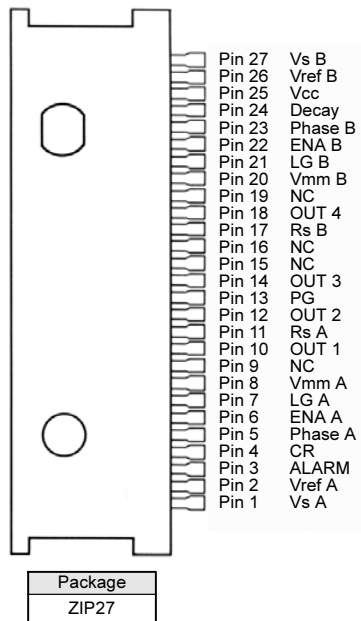 Pin 27 Vs B
Pin 26 Vref B
Pin 25 Vcc
Pin 24 Decay
Pin 23 Phase B
Pin 22 ENA B
Pin 21 LG B
Pin 20 Vmm B
Pin 19 NC
Pin 18 OUT 4
Pin 17 Rs B
Pin 16 NC
Pin 15 NC
Pin 14 OUT 3
Pin 13 PG
Pin 12 OUT 2
Pin 11 Rs A
Pin 10 OUT 1
Pin 9 NC
Pin 8 Vmm A
Pin 7 LG A
Pin 6 ENA A
Pin 5 Phase A
Pin 4 CR
Pin 3 ALARM
Pin 2 Vref A
Pin 1 Vs A
Package
ZIP27